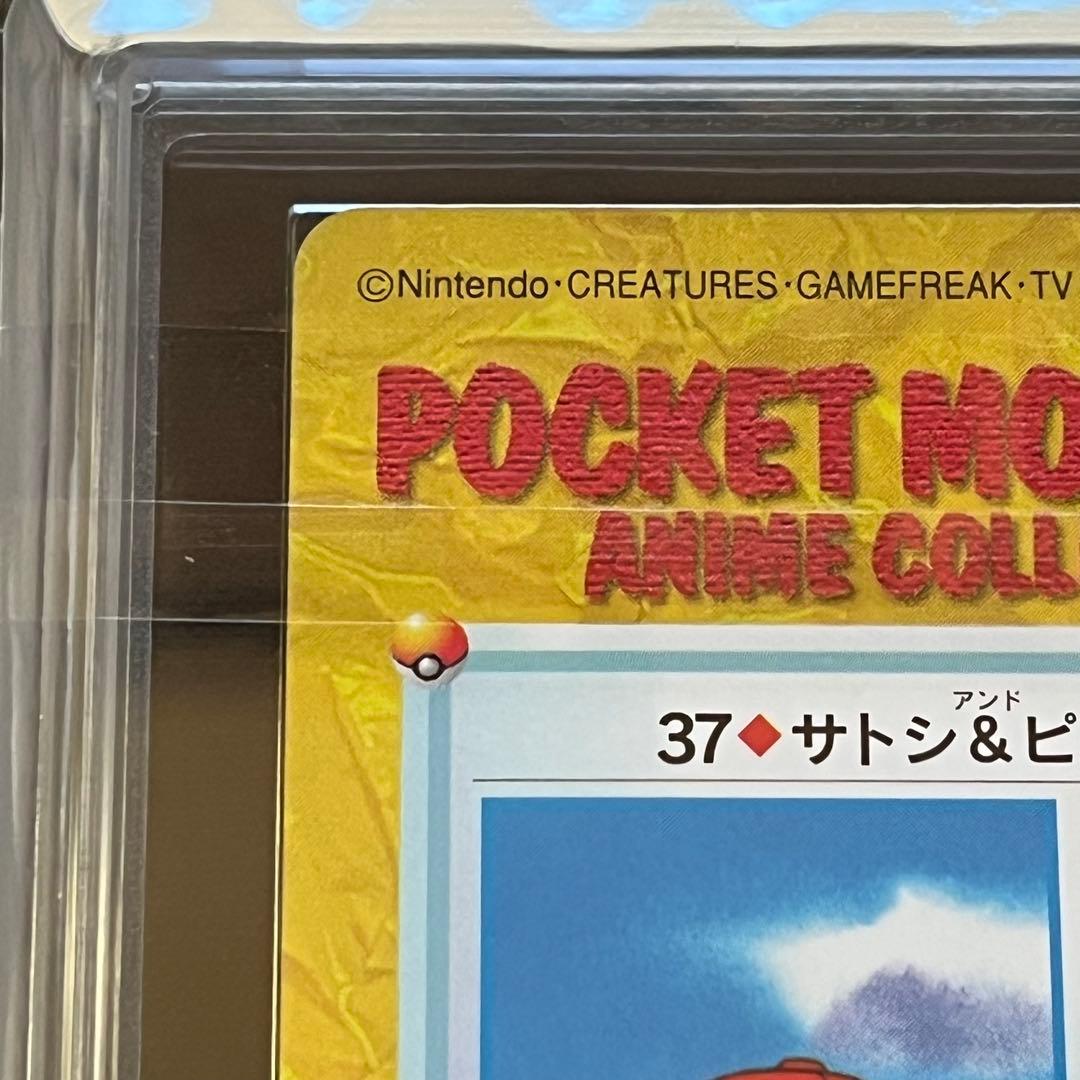 ©Nintendo・CREATURES・GAMEFREAK・TV
POCKET MO
ANIME COLL
アンド
37◆サトシ&ピ